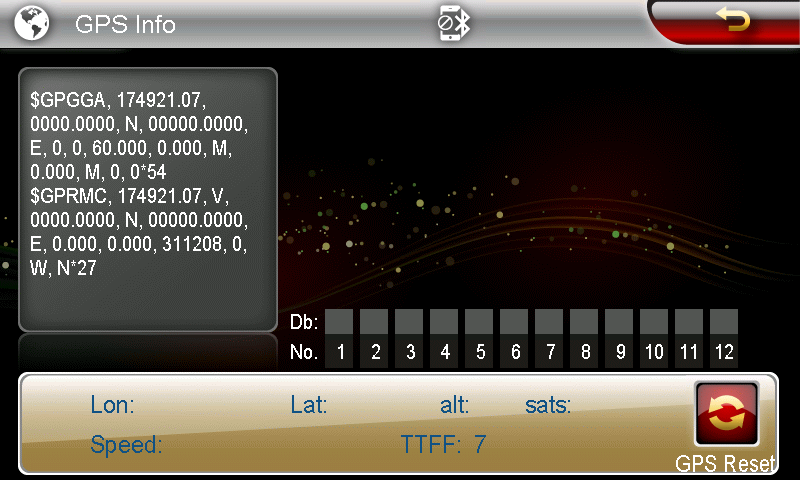 GPS Info
$GPGGA, 174921.07,
0000.0000, N, 00000.0000,
E, 0, 0, 60.000, 0.000, M,
0.000, M, 0, 0*54
$GPRMC, 174921.07, V,
0000.0000, N, 00000.0000,
E, 0.000, 0.000, 311208, 0,
W, N*27
Db:
No. 1 2 3 4 5 6 7 8 9 10 11 12
Lon: Lat: alt: sats:
Speed: TTFF: 7
GPS Reset